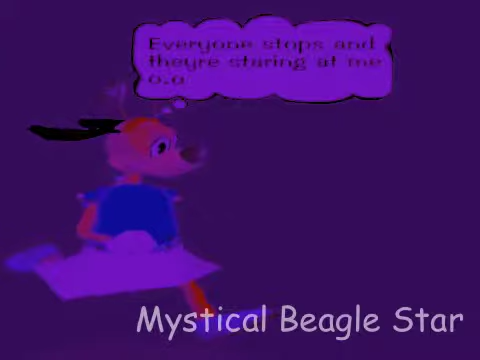 Everyone stops and
theyre staring at me
o.a
Mystical Beagle Star